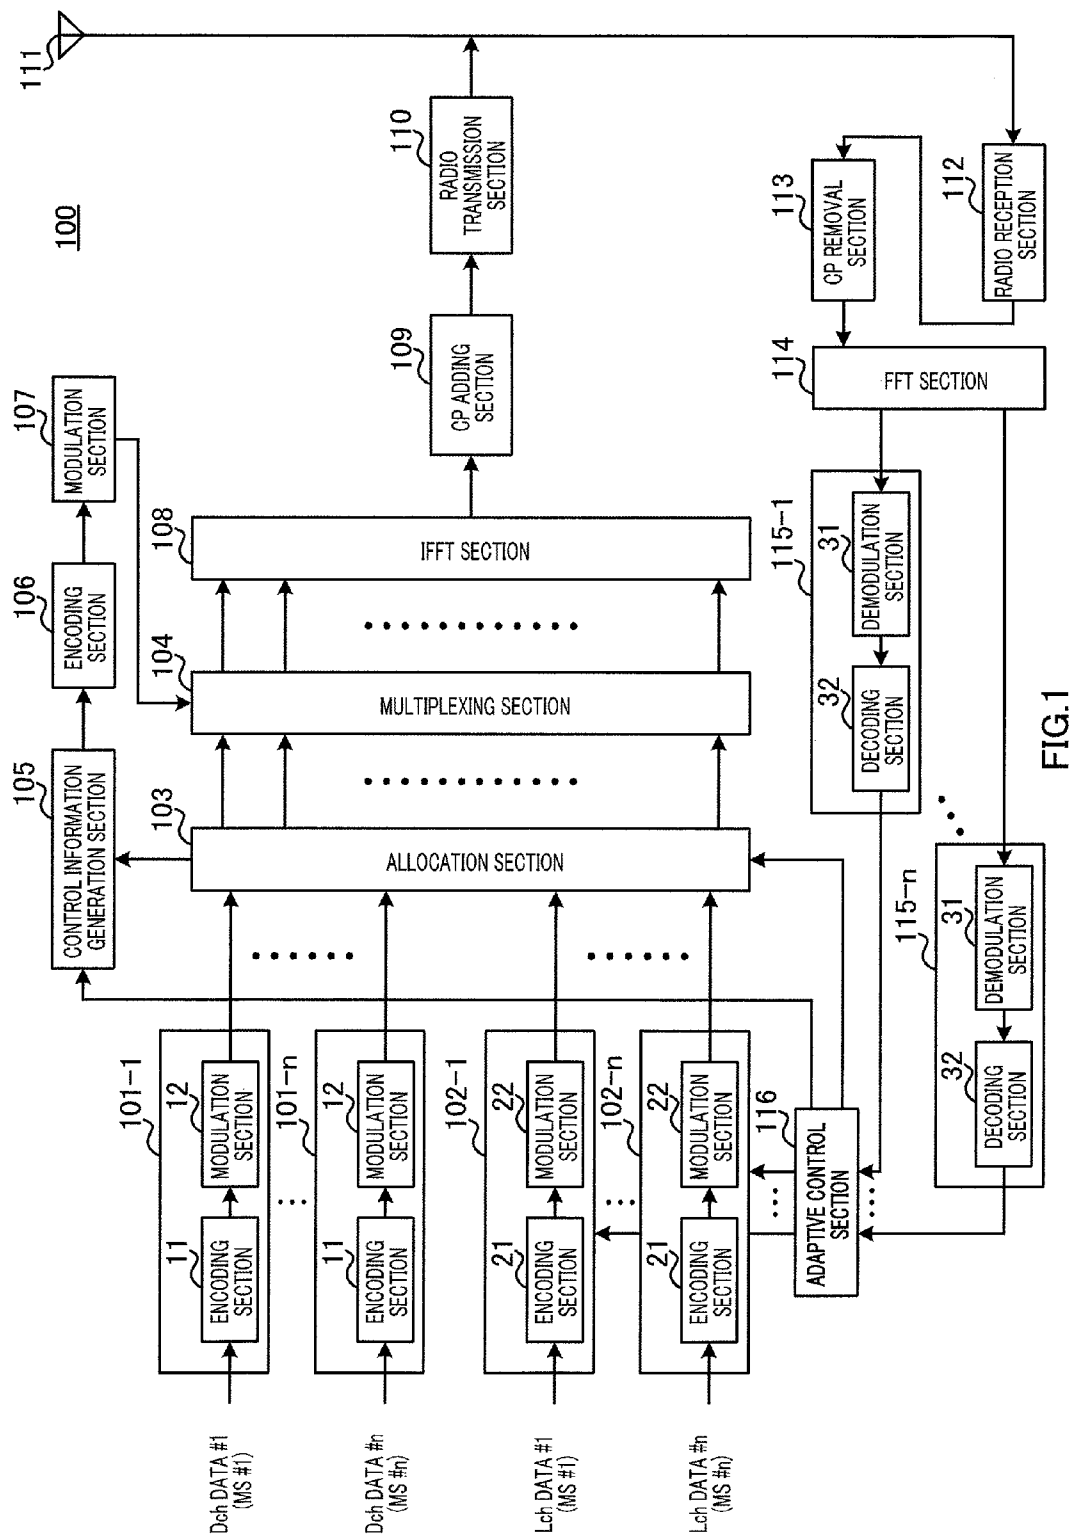 100
111
110
RADIO
TRANSMISSION
SECTION
109
CP ADDING
SECTION
107
MODULATION
SECTION
106
ENCODING
SECTION
105
CONTROL INFORMATION
GENERATION SECTION
108
IFFT SECTION
104
MULTIPLEXING SECTION
103
ALLOCATION SECTION
101-1
11
ENCODING
SECTION
12
MODULATION
SECTION
Dch DATA #1
(MS #1)
101-n
11
ENCODING
SECTION
12
MODULATION
SECTION
Dch DATA #n
(MS #n)
102-1
21
ENCODING
SECTION
22
MODULATION
SECTION
Lch DATA #1
(MS #1)
102-n
21
ENCODING
SECTION
22
MODULATION
SECTION
Lch DATA #n
(MS #n)
116
ADAPTIVE CONTROL
SECTION
113
CP REMOVAL
SECTION
112
RADIO RECEPTION
SECTION
114
FFT SECTION
115-1
31
DEMODULATION
SECTION
32
DECODING
SECTION
115-n
31
DEMODULATION
SECTION
32
DECODING
SECTION
FIG.1